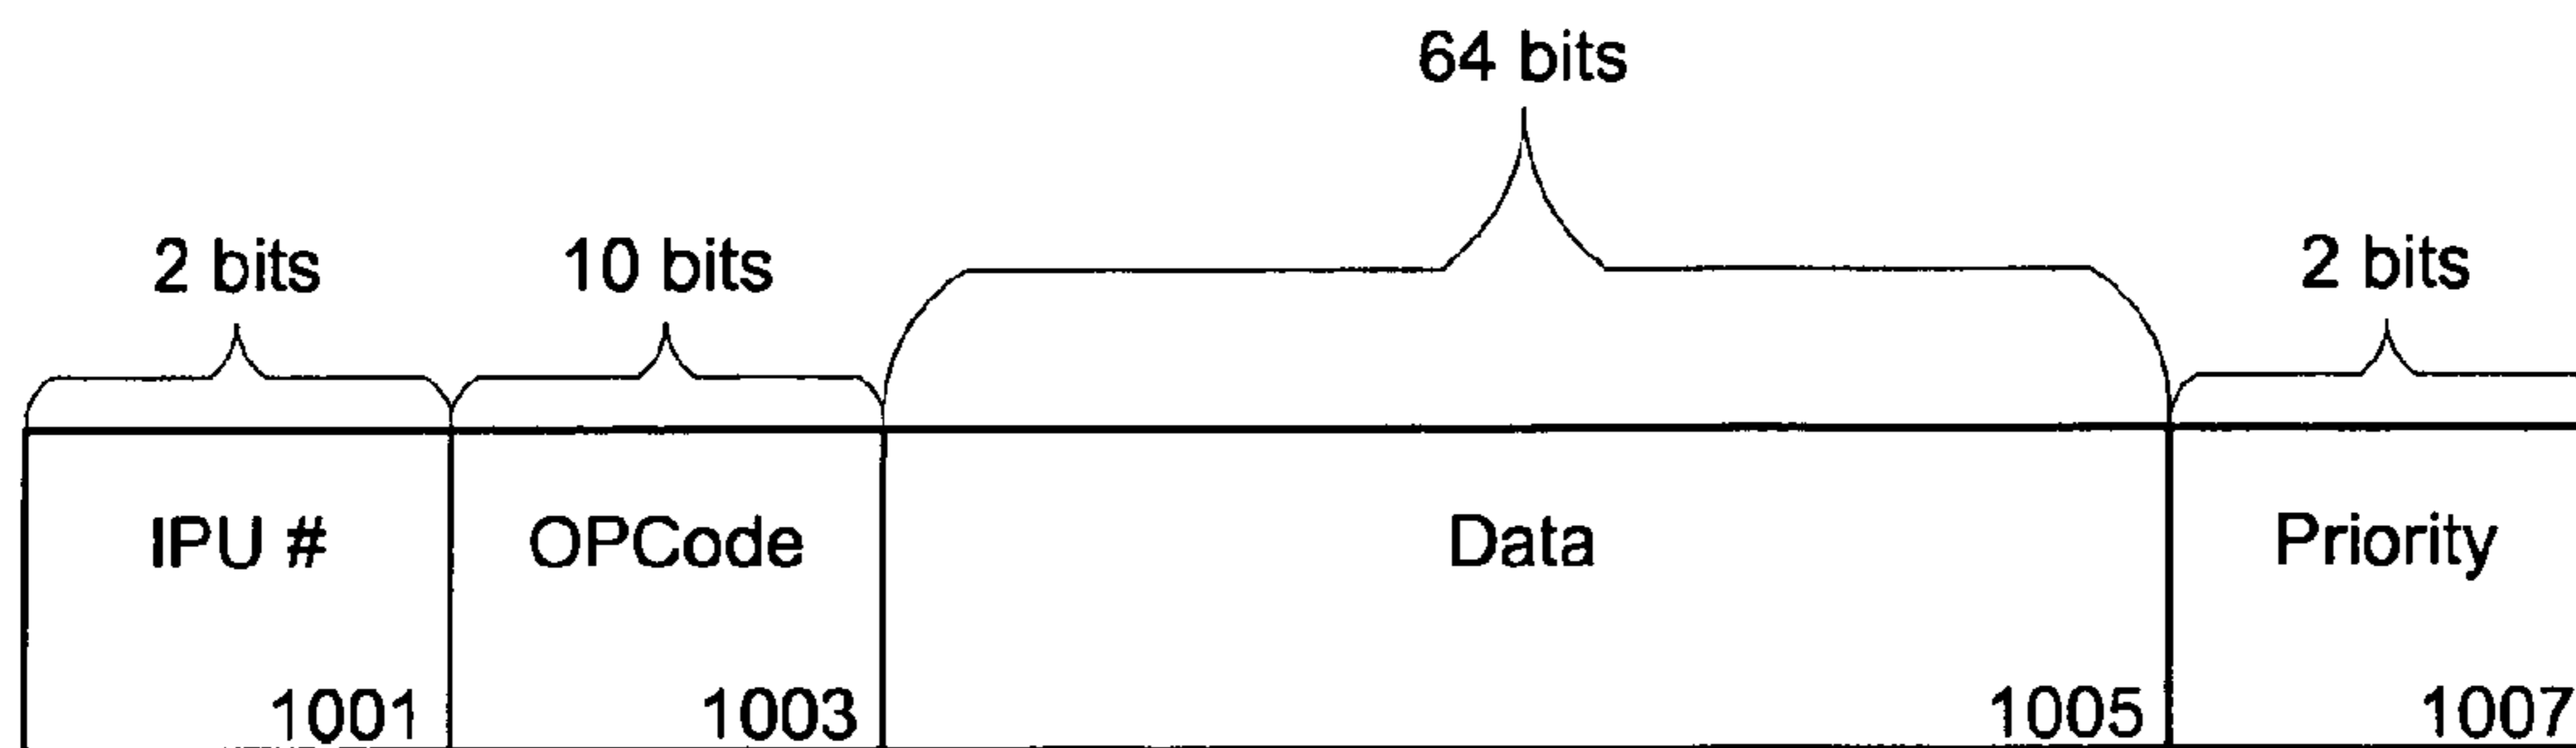 64 bits
2 bits 10 bits 2 bits
IPU # OPCode Data Priority
1001 1003 1005 1007